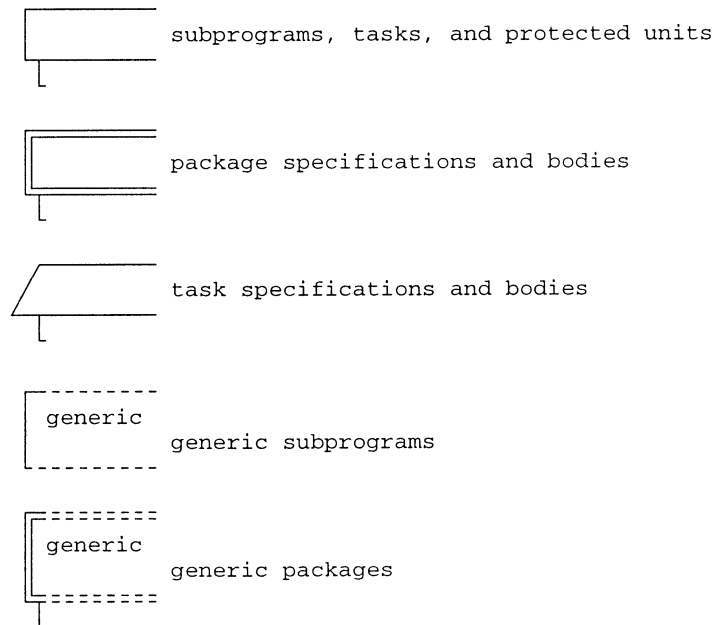 subprograms, tasks, and protected units
package specifications and bodies
task specifications and bodies
generic
generic subprograms
generic
generic packages